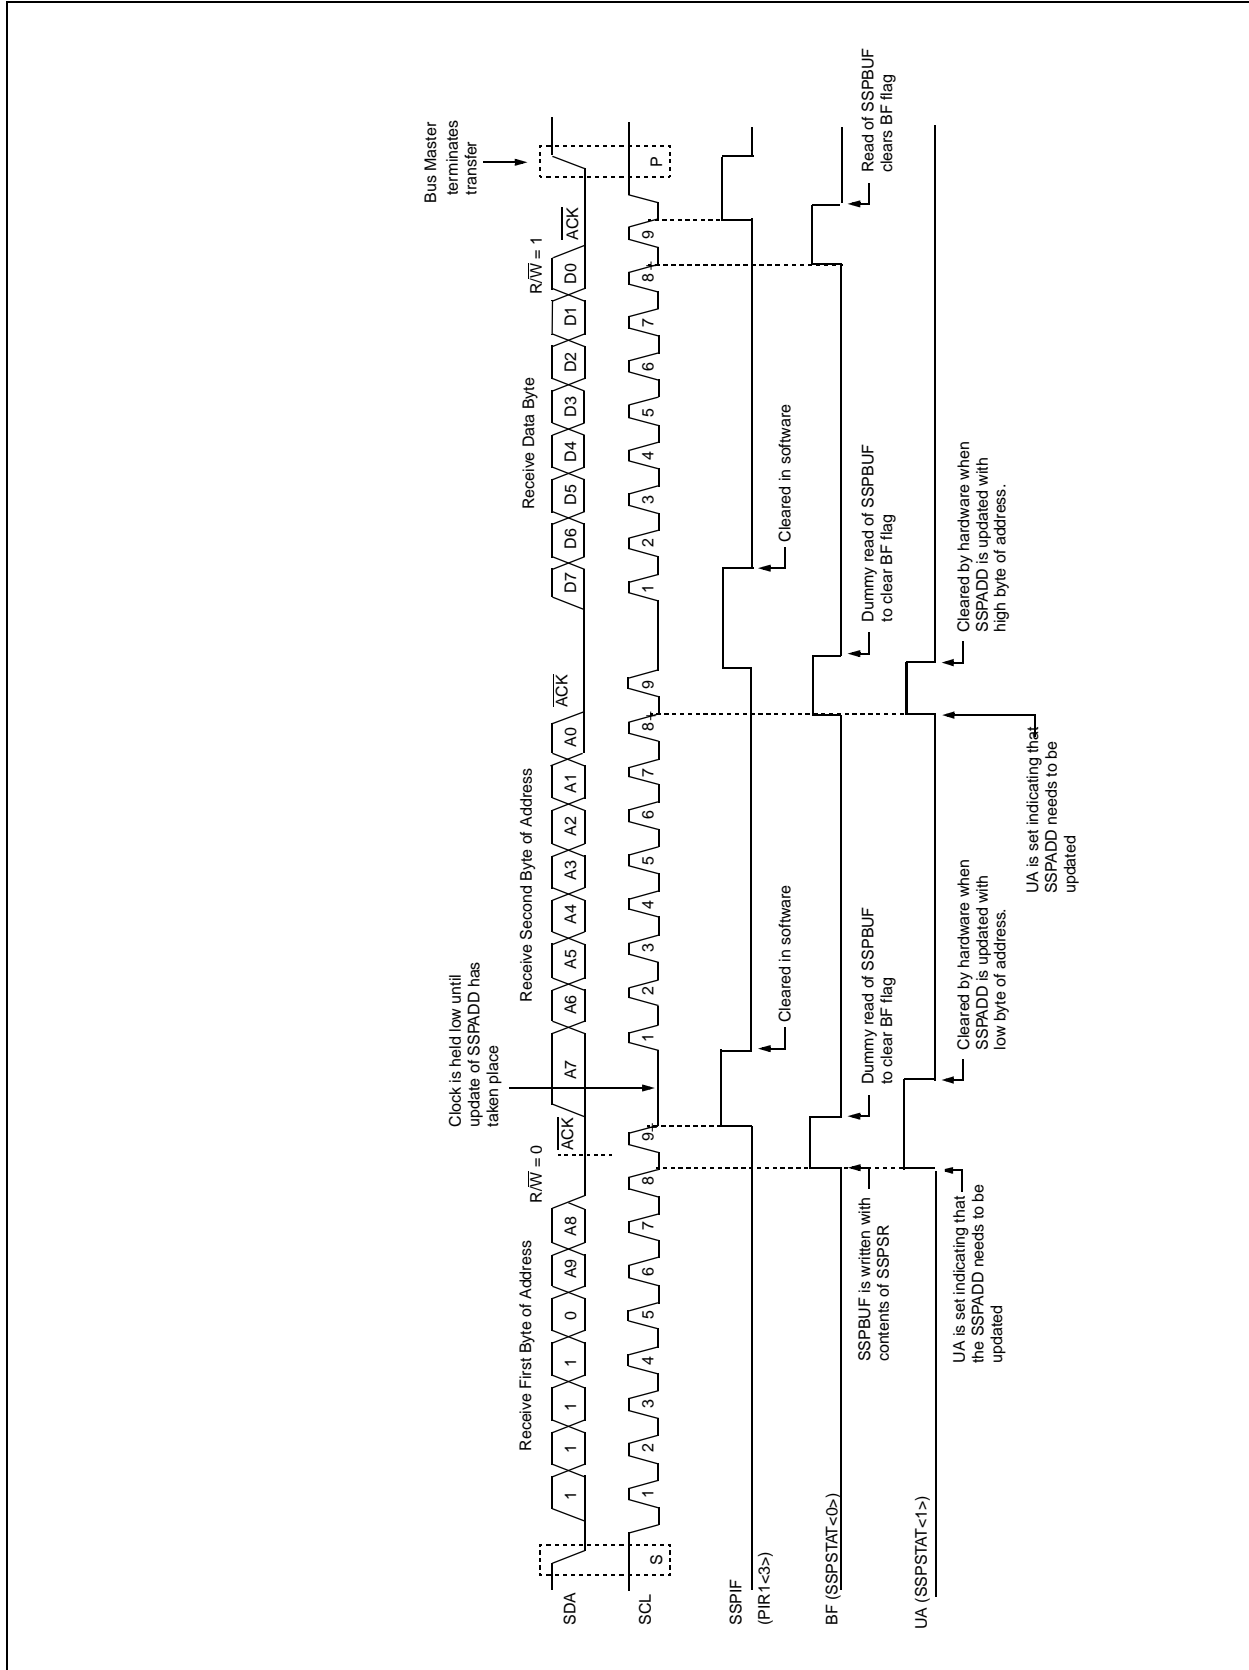 Bus Master
terminates
transfer
Clock is held low until
update of SSPADD has
taken place
Receive First Byte of Address
R/W = 0
Receive Second Byte of Address
Receive Data Byte
R/W = 1
SDA
1 1 1 1 0 A9 A8
ACK
A7 A6 A5 A4 A3 A2 A1 A0
ACK
D7 D6 D5 D4 D3 D2 D1 D0
ACK
SCL
S
1 2 3 4 5 6 7 8 9
1 2 3 4 5 6 7 8 9
1 2 3 4 5 6 7 8 9
P
SSPIF
(PIR1<3>)
Cleared in software
Cleared in software
BF (SSPSTAT<0>)
SSPBUF is written with
contents of SSPSR
Dummy read of SSPBUF
to clear BF flag
Dummy read of SSPBUF
to clear BF flag
Read of SSPBUF
clears BF flag
UA (SSPSTAT<1>)
UA is set indicating that
the SSPADD needs to be
updated
Cleared by hardware when
SSPADD is updated with
low byte of address.
UA is set indicating that
SSPADD needs to be
updated
Cleared by hardware when
SSPADD is updated with
high byte of address.